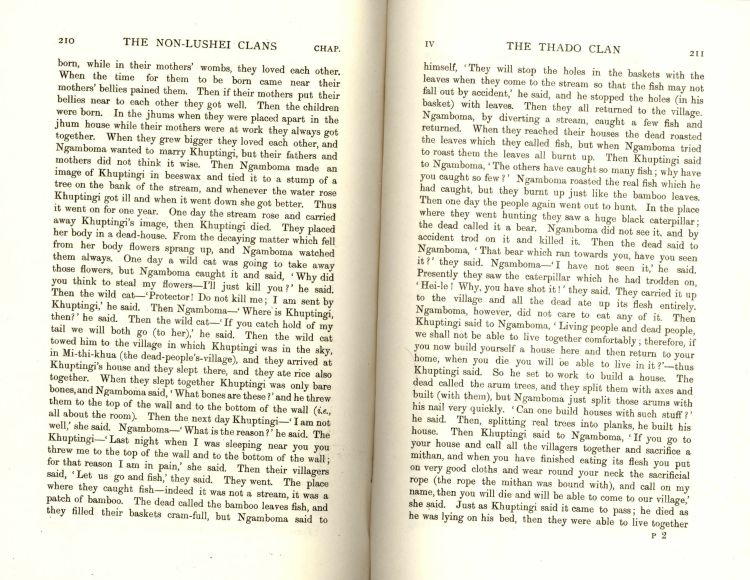 210 THE NON-LUSHEI CLANS CHAP.
born, while in their mothers' wombs, they loved each other.
When the time for them to be born came near their
mothers' bellies pained them. Then if their mothers put their
bellies near to each other they got well. Then the children
were born. In the jhums when they were placed apart in the
jhum house while their mothers were at work they always got
together. When they grew bigger they loved each other, and
Ngamboma wanted to marry Khuptingi, but their fathers and
mothers did not think it wise. Then Ngamboma made an
image of Khuptingi in beeswax and tied it to a stump of a
tree on the bank of the stream, and whenever the water rose
Khuptingi got ill and when it went down she got better. Thus
it went on for one year. One day the stream rose and carried
away Khuptingi's image, then Khuptingi died. They placed
her body in a dead-house. From the decaying matter which fell
from her body flowers sprang up, and Ngamboma watched
them always. One day a wild cat was going to take away
those flowers, but Ngamboma caught it and said, 'Why did
you think to steal my flowers—I'll just kill you?' he said.
Then the wild cat—'Protector! Do not kill me; I am sent by
Khuptingi,' he said. Then Ngamboma—'Where is Khuptingi,
then?' he said. Then the wild cat—'If you catch hold of my
tail we will both go (to her),' he said. Then the wild cat
towed him to the village in which Khuptingi was in the sky,
in Mi-thi-khua (the dead-people's-village), and they arrived at
Khuptingi's house and they slept there, and they ate rice also
together. When they slept together Khuptingi was only bare
bones, and Ngamboma said, 'What bones are these?' and he threw
them to the top of the wall and to the bottom of the wall (i.e.,
all about the room). Then the next day Khuptingi—'I am not
well,' she said. Ngamboma—'What is the reason?' he said. The
Khuptingi—'Last night when I was sleeping near you you
threw me to the top of the wall and to the bottom of the wall;
for that reason I am in pain,' she said. Then their villagers
said, 'Let us go and fish,' they said. They went. The place
where they caught fish—indeed it was not a stream, it was a
patch of bamboo. The dead called the bamboo leaves fish, and
they filled their baskets cram-full, but Ngamboma said to
IV THE THADO CLAN 211
himself, 'They will stop the holes in the baskets with the
leaves when they come to the stream so that the fish may not
fall out by accident,' he said, and he stopped the holes (in his
basket) with leaves. Then they all returned to the village.
Ngamboma, by diverting a stream, caught a few fish and
returned. When they reached their houses the dead roasted
the leaves which they called fish, but when Ngamboma tried
to roast them the leaves all burnt up. Then Khuptingi said
to Ngamboma, 'The others have caught so many fish; why have
you caught so few?' Ngamboma roasted the real fish which he
had caught, but they burnt up just like the bamboo leaves.
Then one day the people again went out to hunt. In the place
where they went hunting they saw a huge black caterpillar;
the dead called it a bear. Ngamboma did not see it, and by
accident trod on it and killed it. Then the dead said to
Ngamboma, 'That bear which ran towards you, have you seen
it?' they said. Ngamboma—'I have not seen it,' he said.
Presently they saw the caterpillar which he had trodden on,
'Hei-le! Why, you have shot it!' they said. They carried it up
to the village and all the dead ate up its flesh entirely.
Ngamboma, however, did not care to eat any of it. Then
Khuptingi said to Ngamboma, 'Living people and dead people,
we shall not be able to live together comfortably; therefore, if
you now build yourself a house here and then return to your
home, when you die you will be able to live in it?'—thus
Khuptingi said. So he set to work to build a house. The
dead called the arum trees, and they split them with axes and
built (with them), but Ngamboma just split those arums with
his nail very quickly. 'Can one build houses with such stuff?'
he said. Then, splitting real trees into planks, he built his
house. Then Khuptingi said to Ngamboma, 'If you go to
your house and call all the villagers together and sacrifice a
mithan, and when you have finished eating its flesh you put
on very good cloths and wear round your neck the sacrificial
rope (the rope the mithan was bound with), and call on my
name, then you will die and will be able to come to our village,'
she said. Just as Khuptingi said it came to pass; he died as
he was lying on his bed, then they were able to live together
P 2